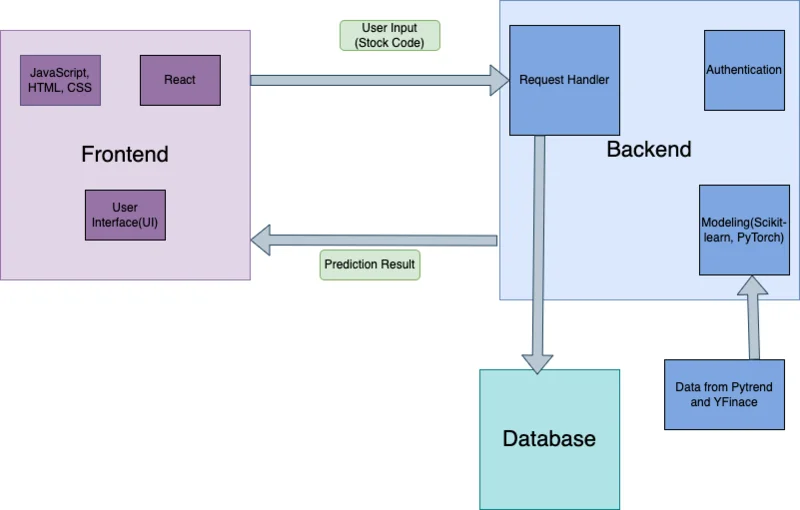 User Input
(Stock Code)
JavaScript,
HTML, CSS
React
Request Handler
Authentication
Frontend
Backend
User
Interface(UI)
Modeling(Scikit-
learn, PyTorch)
Prediction Result
Data from Pytrend
and YFinace
Database